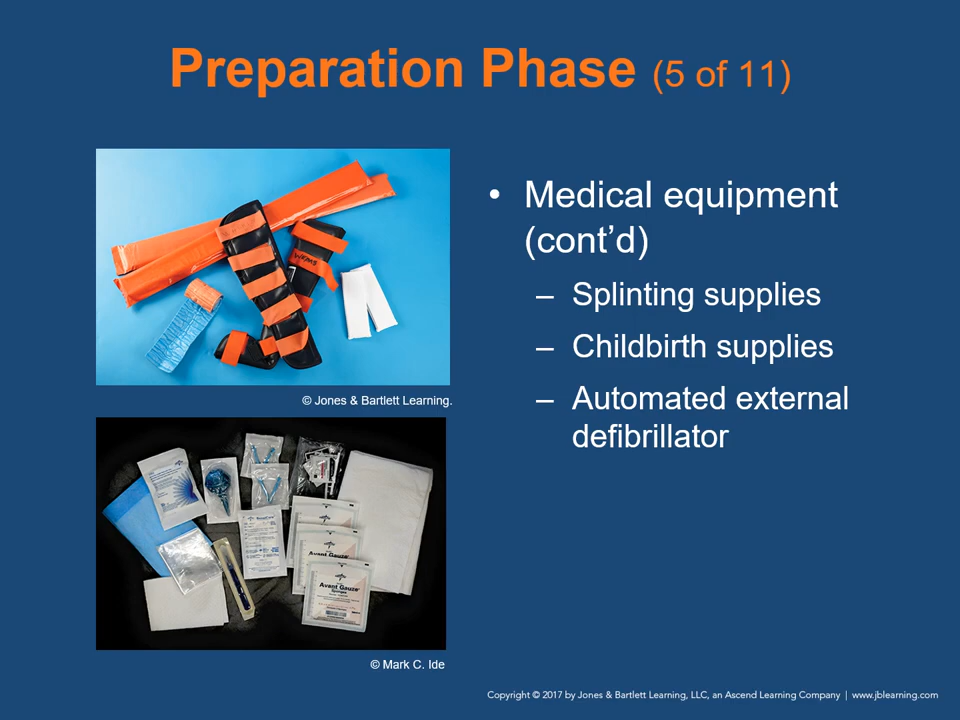 Preparation Phase (5 of 11)
• Medical equipment
(cont’d)
– Splinting supplies
– Childbirth supplies
– Automated external
defibrillator
© Jones & Bartlett Learning.
Avant Gauze
Avant Gauze
© Mark C. Ide
Copyright © 2017 by Jones & Bartlett Learning, LLC, an Ascend Learning Company | www.jblearning.com